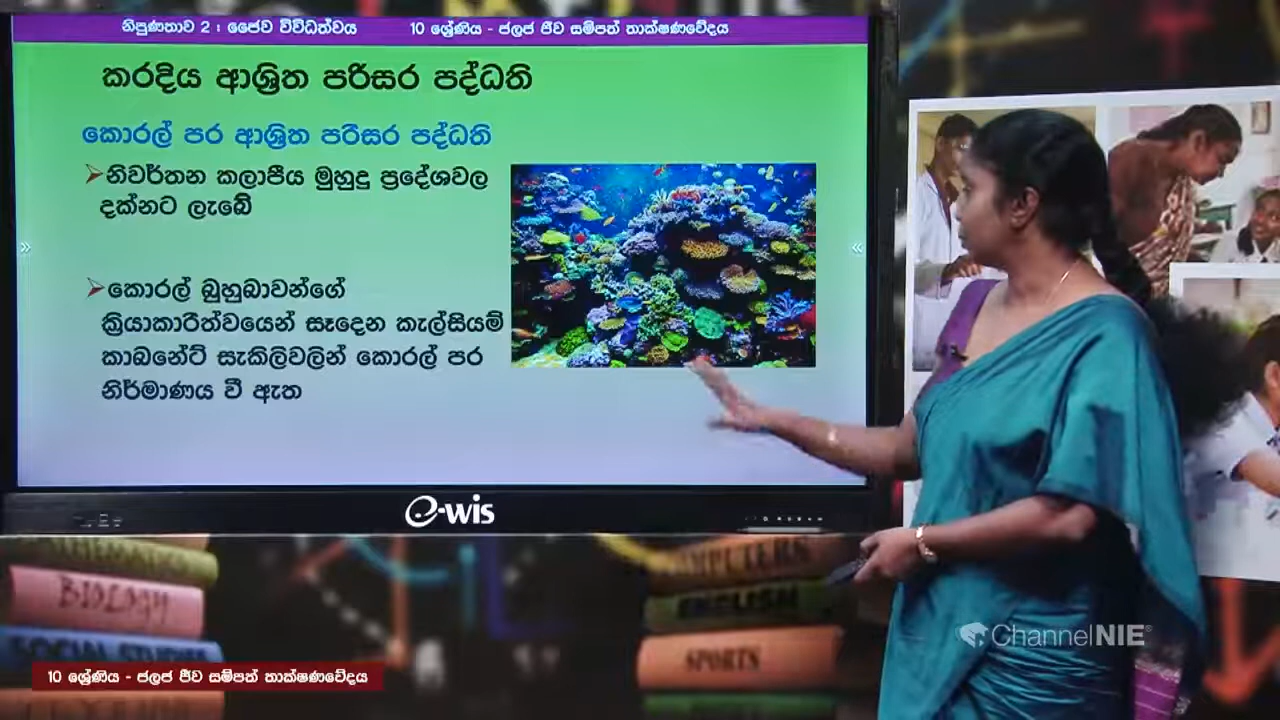 නිපුණතාව 2 : ජෛව විවිධත්වය 10 ශ්‍රේණිය - ජලජ ජීව සම්පත් තාක්ෂණවේදය
කරදිය ආශ්‍රිත පරිසර පද්ධති
කොරල් පර ආශ්‍රිත පරිසර පද්ධති
නිවර්තන කලාපීය මුහුදු ප්‍රදේශවල
දක්නට ලැබේ
කොරල් බුහුබාවන්ගේ
ක්‍රියාකාරීත්වයෙන් සෑදෙන කැල්සියම්
කාබනේට් සැකිලිවලින් කොරල් පර
නිර්මාණය වී ඇත
e-wis
MATHEMATICS
BIOLOGY
SOCIAL STUDIES
COMPUTERS
ENGLISH
SPORTS
ChannelNIE
10 ශ්‍රේණිය - ජලජ ජීව සම්පත් තාක්ෂණවේදය